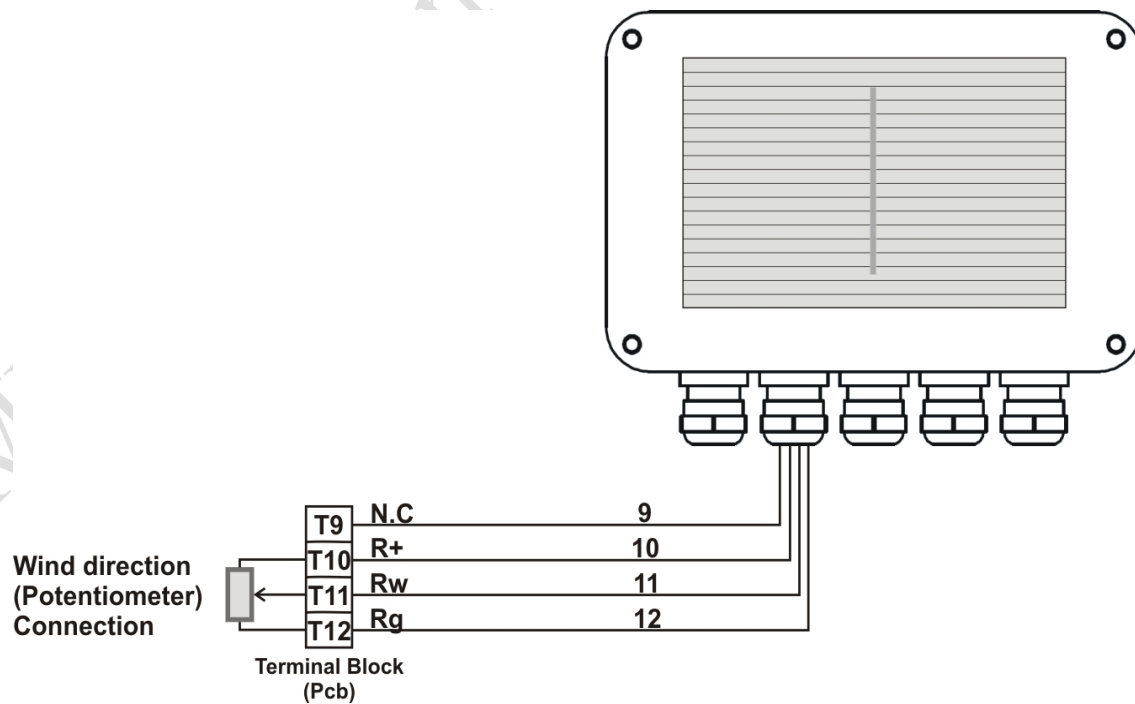 T9 N.C 9
T10 R+ 10
T11 Rw 11
T12 Rg 12
Wind direction
(Potentiometer)
Connection
Terminal Block
(Pcb)